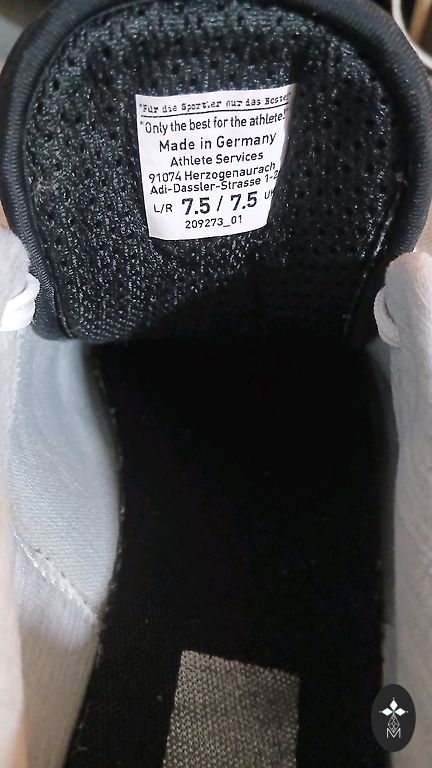 "Für die Sportler nur das Beste"
"Only the best for the athlete!"
Made in Germany
Athlete Services
91074 Herzogenaurach
Adi-Dassler-Strasse 1-2
L/R 7.5 / 7.5 UK
209273_01
M